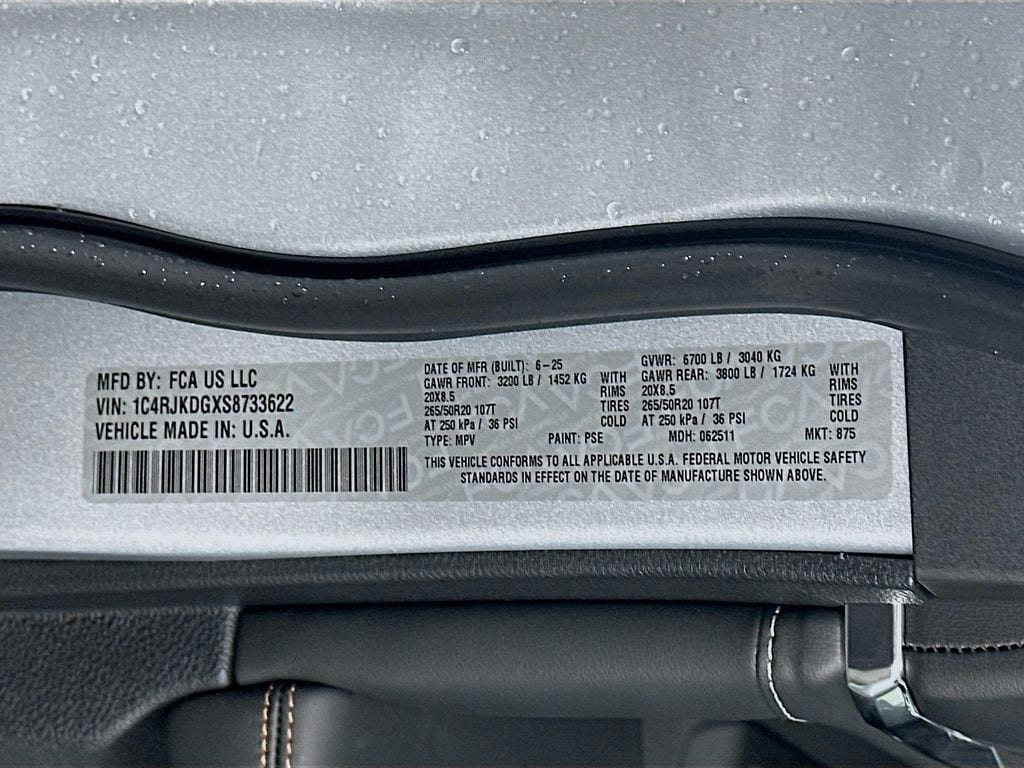 MFD BY: FCA US LLC
VIN: 1C4RJKDGXS8733622
VEHICLE MADE IN: U.S.A.
DATE OF MFR (BUILT): 6-25
GAWR FRONT: 3200 LB / 1452 KG
20X8.5
265/50R20 107T
AT 250 kPa / 36 PSI
WITH
RIMS
TIRES
COLD
GVWR: 6700 LB / 3040 KG
GAWR REAR: 3800 LB / 1724 KG
20X8.5
265/50R20 107T
AT 250 kPa / 36 PSI
WITH
RIMS
TIRES
COLD
TYPE: MPV PAINT: PSE MDH: 062511 MKT: 875
THIS VEHICLE CONFORMS TO ALL APPLICABLE U.S.A. FEDERAL MOTOR VEHICLE SAFETY
STANDARDS IN EFFECT ON THE DATE OF MANUFACTURE SHOWN ABOVE.